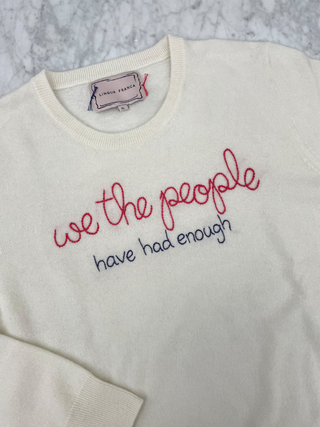 LINGUA FRANCA
we the people
have had enough